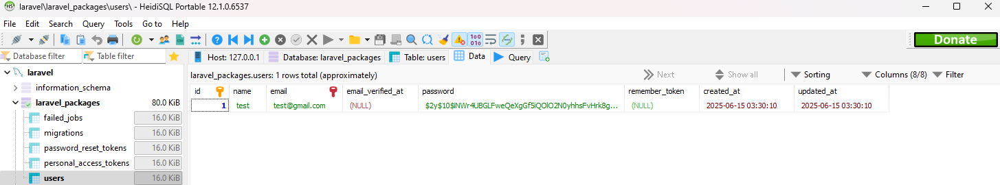 HS laravel\laravel_packages\users\ - HeidiSQL Portable 12.1.0.6537
File Edit Search Query Tools Go to Help
Donate
Database filter Table filter
Host: 127.0.0.1 Database: laravel_packages Table: users Data Query
laravel
information_schema
laravel_packages 80.0 KiB
failed_jobs 16.0 KiB
migrations 16.0 KiB
password_reset_tokens 16.0 KiB
personal_access_tokens 16.0 KiB
users 16.0 KiB
laravel_packages.users: 1 rows total (approximately) Next Show all Sorting Columns (8/8) Filter
id name email email_verified_at password remember_token created_at updated_at
1 test test@gmail.com (NULL) $2y$10$iNWr4UBGLFweQeXgGf5iQOlO2N0yhhsFvHrk8g... (NULL) 2025-06-15 03:30:10 2025-06-15 03:30:10